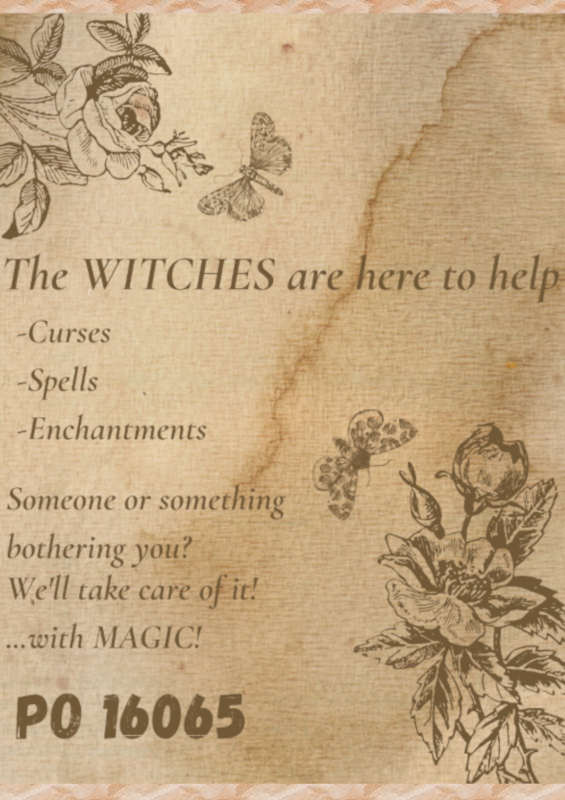 The WITCHES are here to help
-Curses
-Spells
-Enchantments
Someone or something
bothering you?
We'll take care of it!
...with MAGIC!
PO 16065